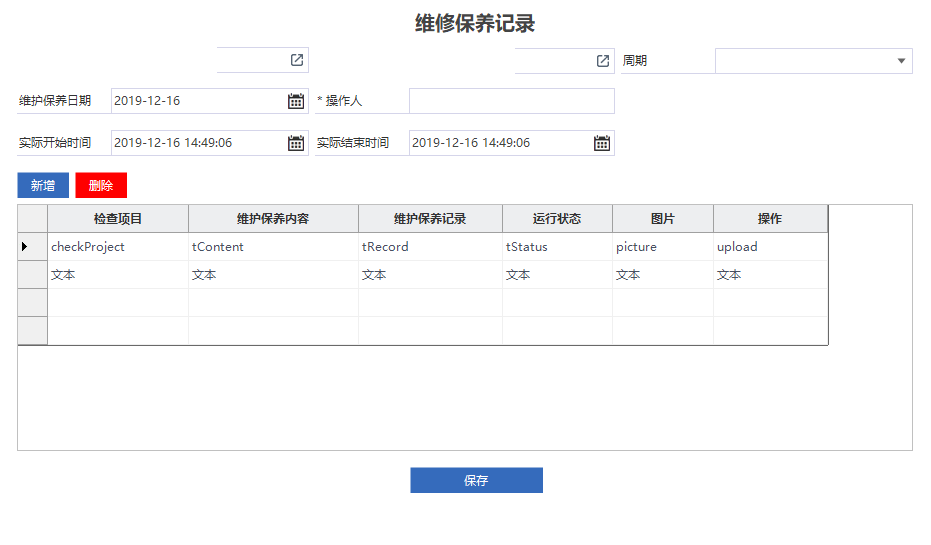 维修保养记录
周期
维护保养日期 2019-12-16 * 操作人
实际开始时间 2019-12-16 14:49:06 实际结束时间 2019-12-16 14:49:06
新增 删除
检查项目 维护保养内容 维护保养记录 运行状态 图片 操作
checkProject tContent tRecord tStatus picture upload
文本 文本 文本 文本 文本 文本
保存